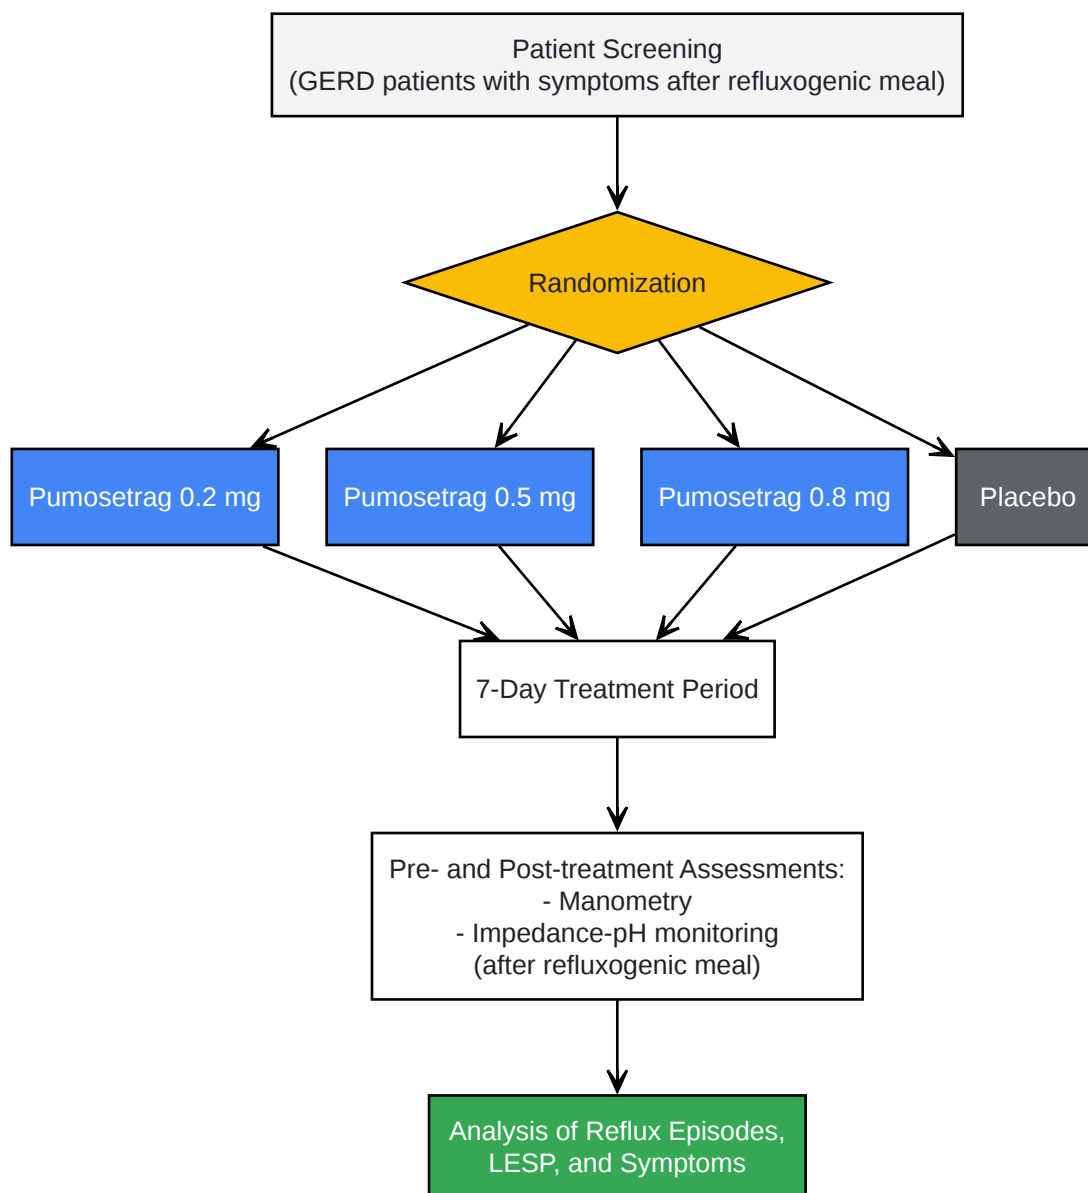 Patient Screening
(GERD patients with symptoms after refluxogenic meal)
Randomization
Pumosetrag 0.2 mg
Pumosetrag 0.5 mg
Pumosetrag 0.8 mg
Placebo
7-Day Treatment Period
Pre- and Post-treatment Assessments:
- Manometry
- Impedance-pH monitoring
(after refluxogenic meal)
Analysis of Reflux Episodes,
LESP, and Symptoms